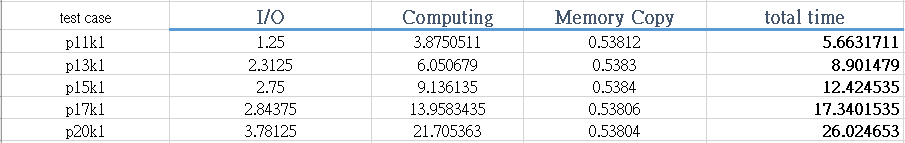 test case I/O Computing Memory Copy total time
p11k1 1.25 3.8750511 0.53812 5.6631711
p13k1 2.3125 6.050679 0.5383 8.901479
p15k1 2.75 9.136135 0.5384 12.424535
p17k1 2.84375 13.9583435 0.53806 17.3401535
p20k1 3.78125 21.705363 0.53804 26.024653